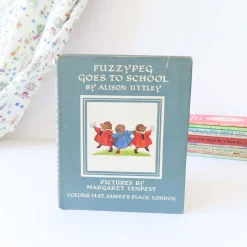 FUZZYPEG
GOES TO SCHOOL
BY ALISON UTTLEY
PICTURES BY
MARGARET TEMPEST
COLLINS 14 ST. JAMES'S PLACE LONDON